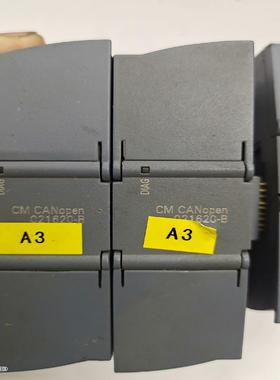 DIAG
CM CANopen
021620-B
A3
DIAG
CM CANopen
021620-B
A3